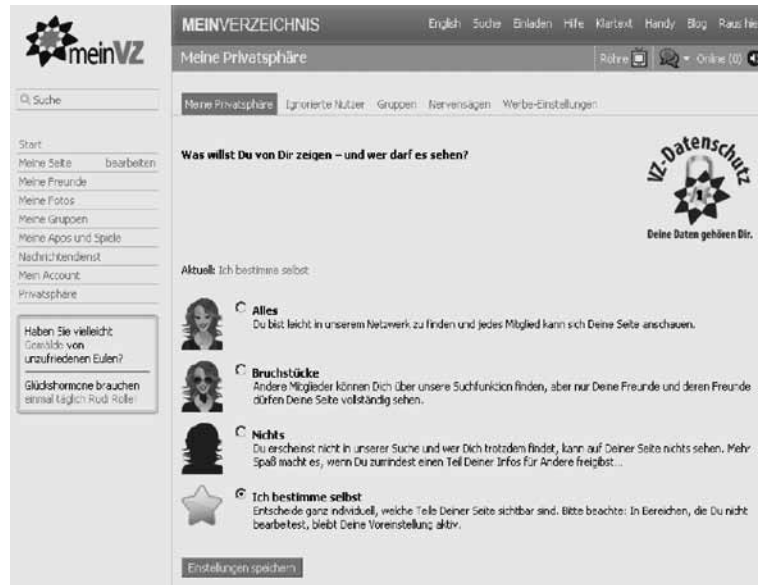 meinVZ
MEINVERZEICHNIS
English Suche Einladen Hilfe Klartext Handy Blog Raus hie
Meine Privatsphäre
Röhre Online (0)
Suche
Start
Meine Seite bearbeiten
Meine Freunde
Meine Fotos
Meine Gruppen
Meine Apps und Spiele
Nachrichtendienst
Mein Account
Privatsphäre
Haben Sie vielleicht
Gemälde von
unzufriedenen Eulen?
Glückshormone brauchen
einmal täglich Rudi Rolle!
Meine Privatsphäre Ignorierte Nutzer Gruppen Nervensägen Werbe-Einstellungen
Was willst Du von Dir zeigen – und wer darf es sehen?
VZ-Datenschutz
1
Deine Daten gehören Dir.
Aktuell: Ich bestimme selbst
Alles
Du bist leicht in unserem Netzwerk zu finden und jedes Mitglied kann sich Deine Seite anschauen.
Bruchstücke
Andere Mitglieder können Dich über unsere Suchfunktion finden, aber nur Deine Freunde und deren Freunde
dürfen Deine Seite vollständig sehen.
Nichts
Du erscheinst nicht in unserer Suche und wer Dich trotzdem findet, kann auf Deiner Seite nichts sehen. Mehr
Spaß macht es, wenn Du zumindest einen Teil Deiner Infos für Andere freigibst...
Ich bestimme selbst
Entscheide ganz individuell, welche Teile Deiner Seite sichtbar sind. Bitte beachte: In Bereichen, die Du nicht
bearbeitest, bleibt Deine Voreinstellung aktiv.
Einstellungen speichern